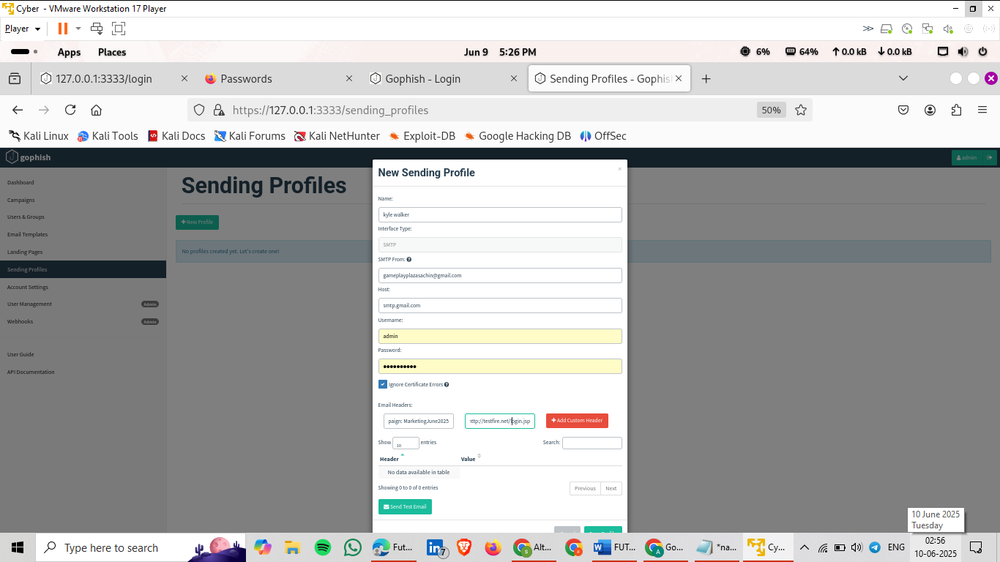 Cyber - VMware Workstation 17 Player
Player
Apps Places Jun 9 5:26 PM 6% 64% 0.0 kB 0.0 kB
127.0.0.1:3333/login Passwords Gophish - Login Sending Profiles - Gophis
https://127.0.0.1:3333/sending_profiles 50%
Kali Linux Kali Tools Kali Docs Kali Forums Kali NetHunter Exploit-DB Google Hacking DB OffSec
gophish admin
Dashboard
Campaigns
Users & Groups
Email Templates
Landing Pages
Sending Profiles
Account Settings
User Management Admin
Webhooks Admin
User Guide
API Documentation
Sending Profiles
New Profile
No profiles created yet. Let's create one!
New Sending Profile ×
Name:
kyle walker
Interface Type:
SMTP
SMTP From:
gameplayplazasachin@gmail.com
Host:
smtp.gmail.com
Username:
admin
Password:
••••••••••
Ignore Certificate Errors
Email Headers:
paign: MarketingJune2025 ttp://testfire.net/login.jsp Add Custom Header
Show 10 entries Search:
Header Value
No data available in table
Showing 0 to 0 of 0 entries Previous Next
Send Test Email
10 June 2025
Tuesday
Type here to search Fut... 7 Alt... FUT... Go... *na... Cy... ENG 02:56
10-06-2025